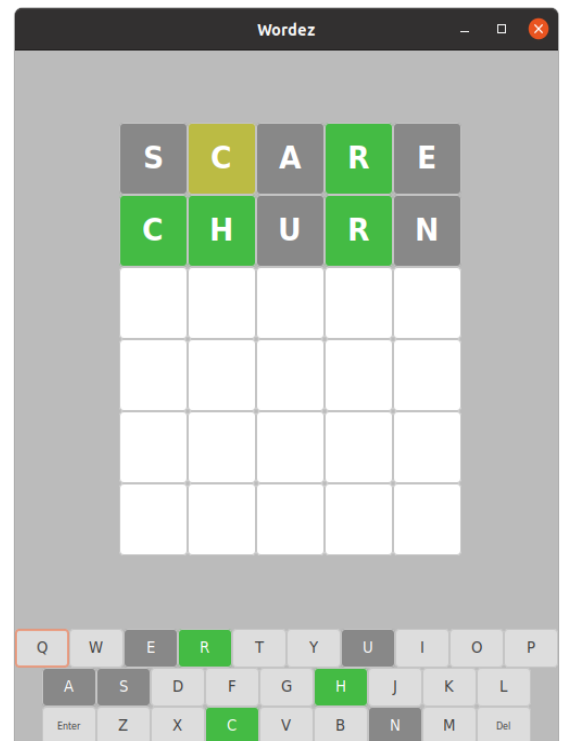 Wordez
S C A R E
C H U R N
Q W E R T Y U I O P
A S D F G H J K L
Enter Z X C V B N M Del